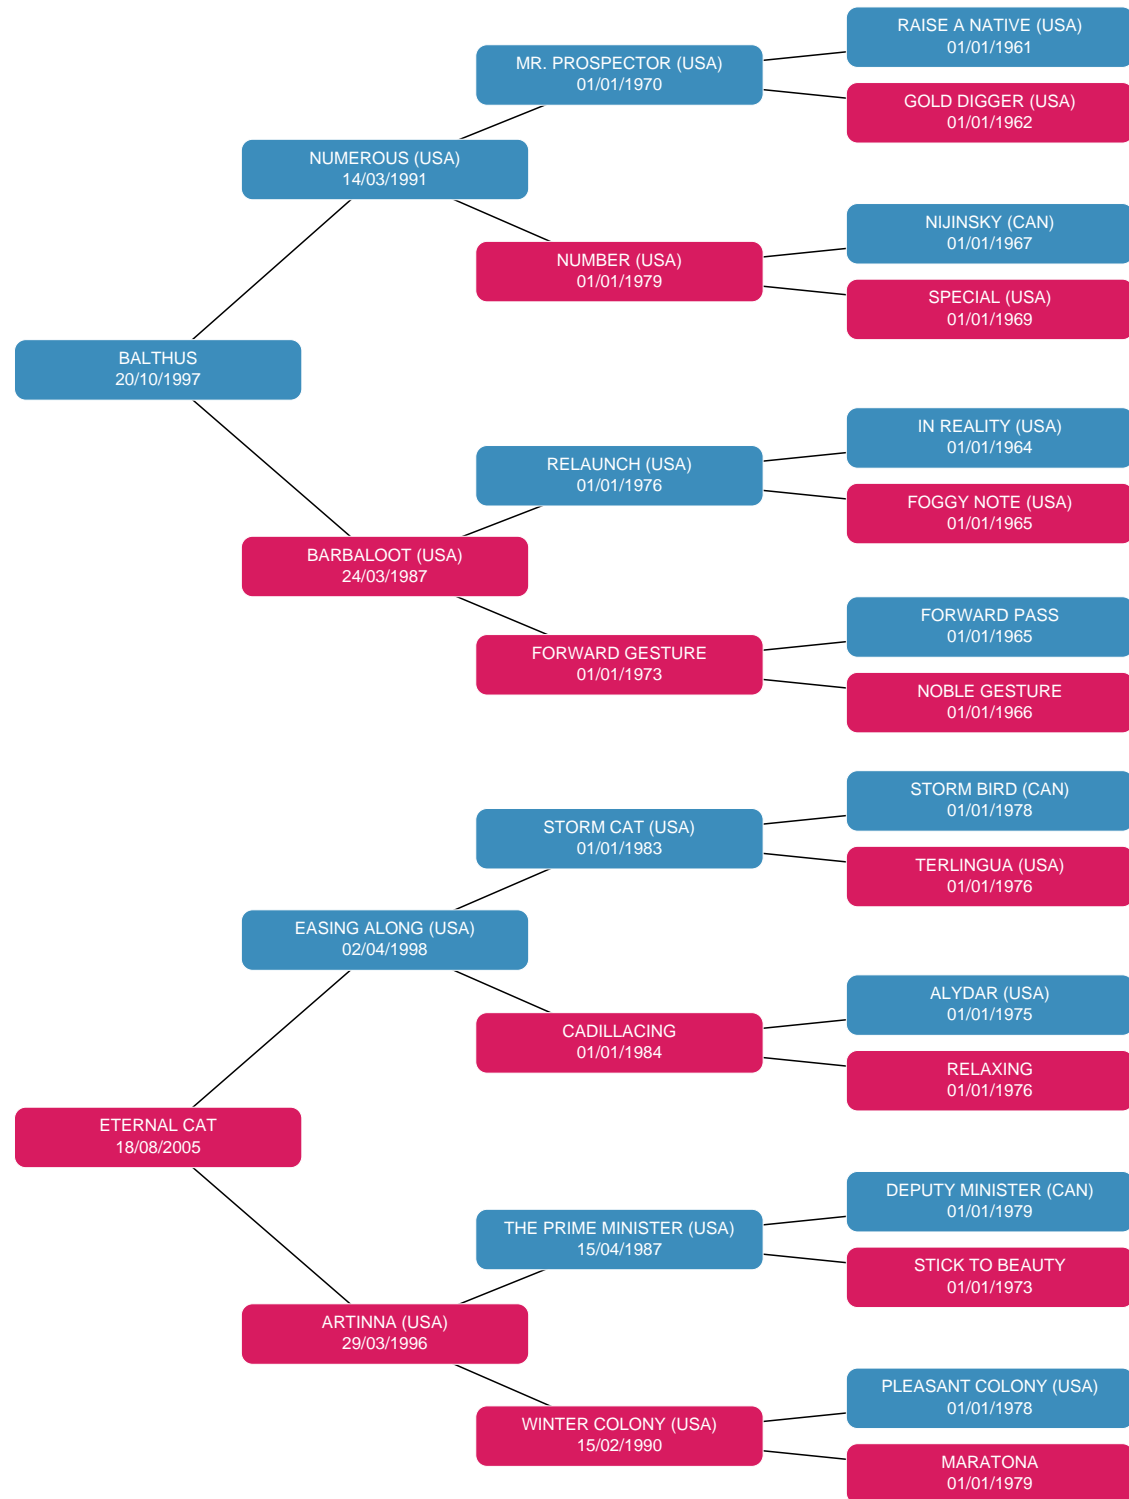 RAISE A NATIVE (USA)
01/01/1961
MR. PROSPECTOR (USA)
01/01/1970
GOLD DIGGER (USA)
01/01/1962
NUMEROUS (USA)
14/03/1991
NIJINSKY (CAN)
01/01/1967
NUMBER (USA)
01/01/1979
SPECIAL (USA)
01/01/1969
BALTHUS
20/10/1997
IN REALITY (USA)
01/01/1964
RELAUNCH (USA)
01/01/1976
FOGGY NOTE (USA)
01/01/1965
BARBALOOT (USA)
24/03/1987
FORWARD PASS
01/01/1965
FORWARD GESTURE
01/01/1973
NOBLE GESTURE
01/01/1966
STORM BIRD (CAN)
01/01/1978
STORM CAT (USA)
01/01/1983
TERLINGUA (USA)
01/01/1976
EASING ALONG (USA)
02/04/1998
ALYDAR (USA)
01/01/1975
CADILLACING
01/01/1984
RELAXING
01/01/1976
ETERNAL CAT
18/08/2005
DEPUTY MINISTER (CAN)
01/01/1979
THE PRIME MINISTER (USA)
15/04/1987
STICK TO BEAUTY
01/01/1973
ARTINNA (USA)
29/03/1996
PLEASANT COLONY (USA)
01/01/1978
WINTER COLONY (USA)
15/02/1990
MARATONA
01/01/1979